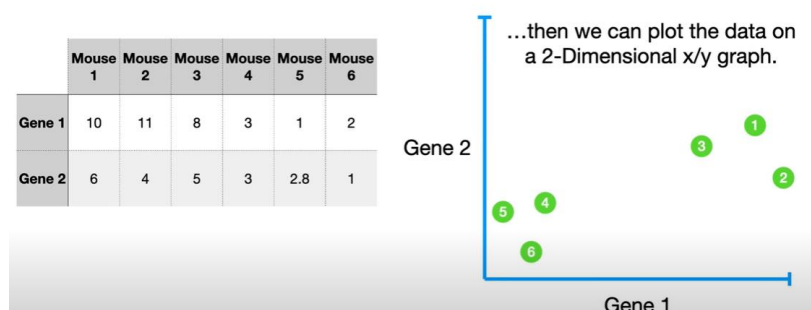 ...then we can plot the data on
a 2-Dimensional x/y graph.
Mouse 1 Mouse 2 Mouse 3 Mouse 4 Mouse 5 Mouse 6
Gene 1 10 11 8 3 1 2
Gene 2 6 4 5 3 2.8 1
Gene 2
1
3
2
4
5
6
Gene 1